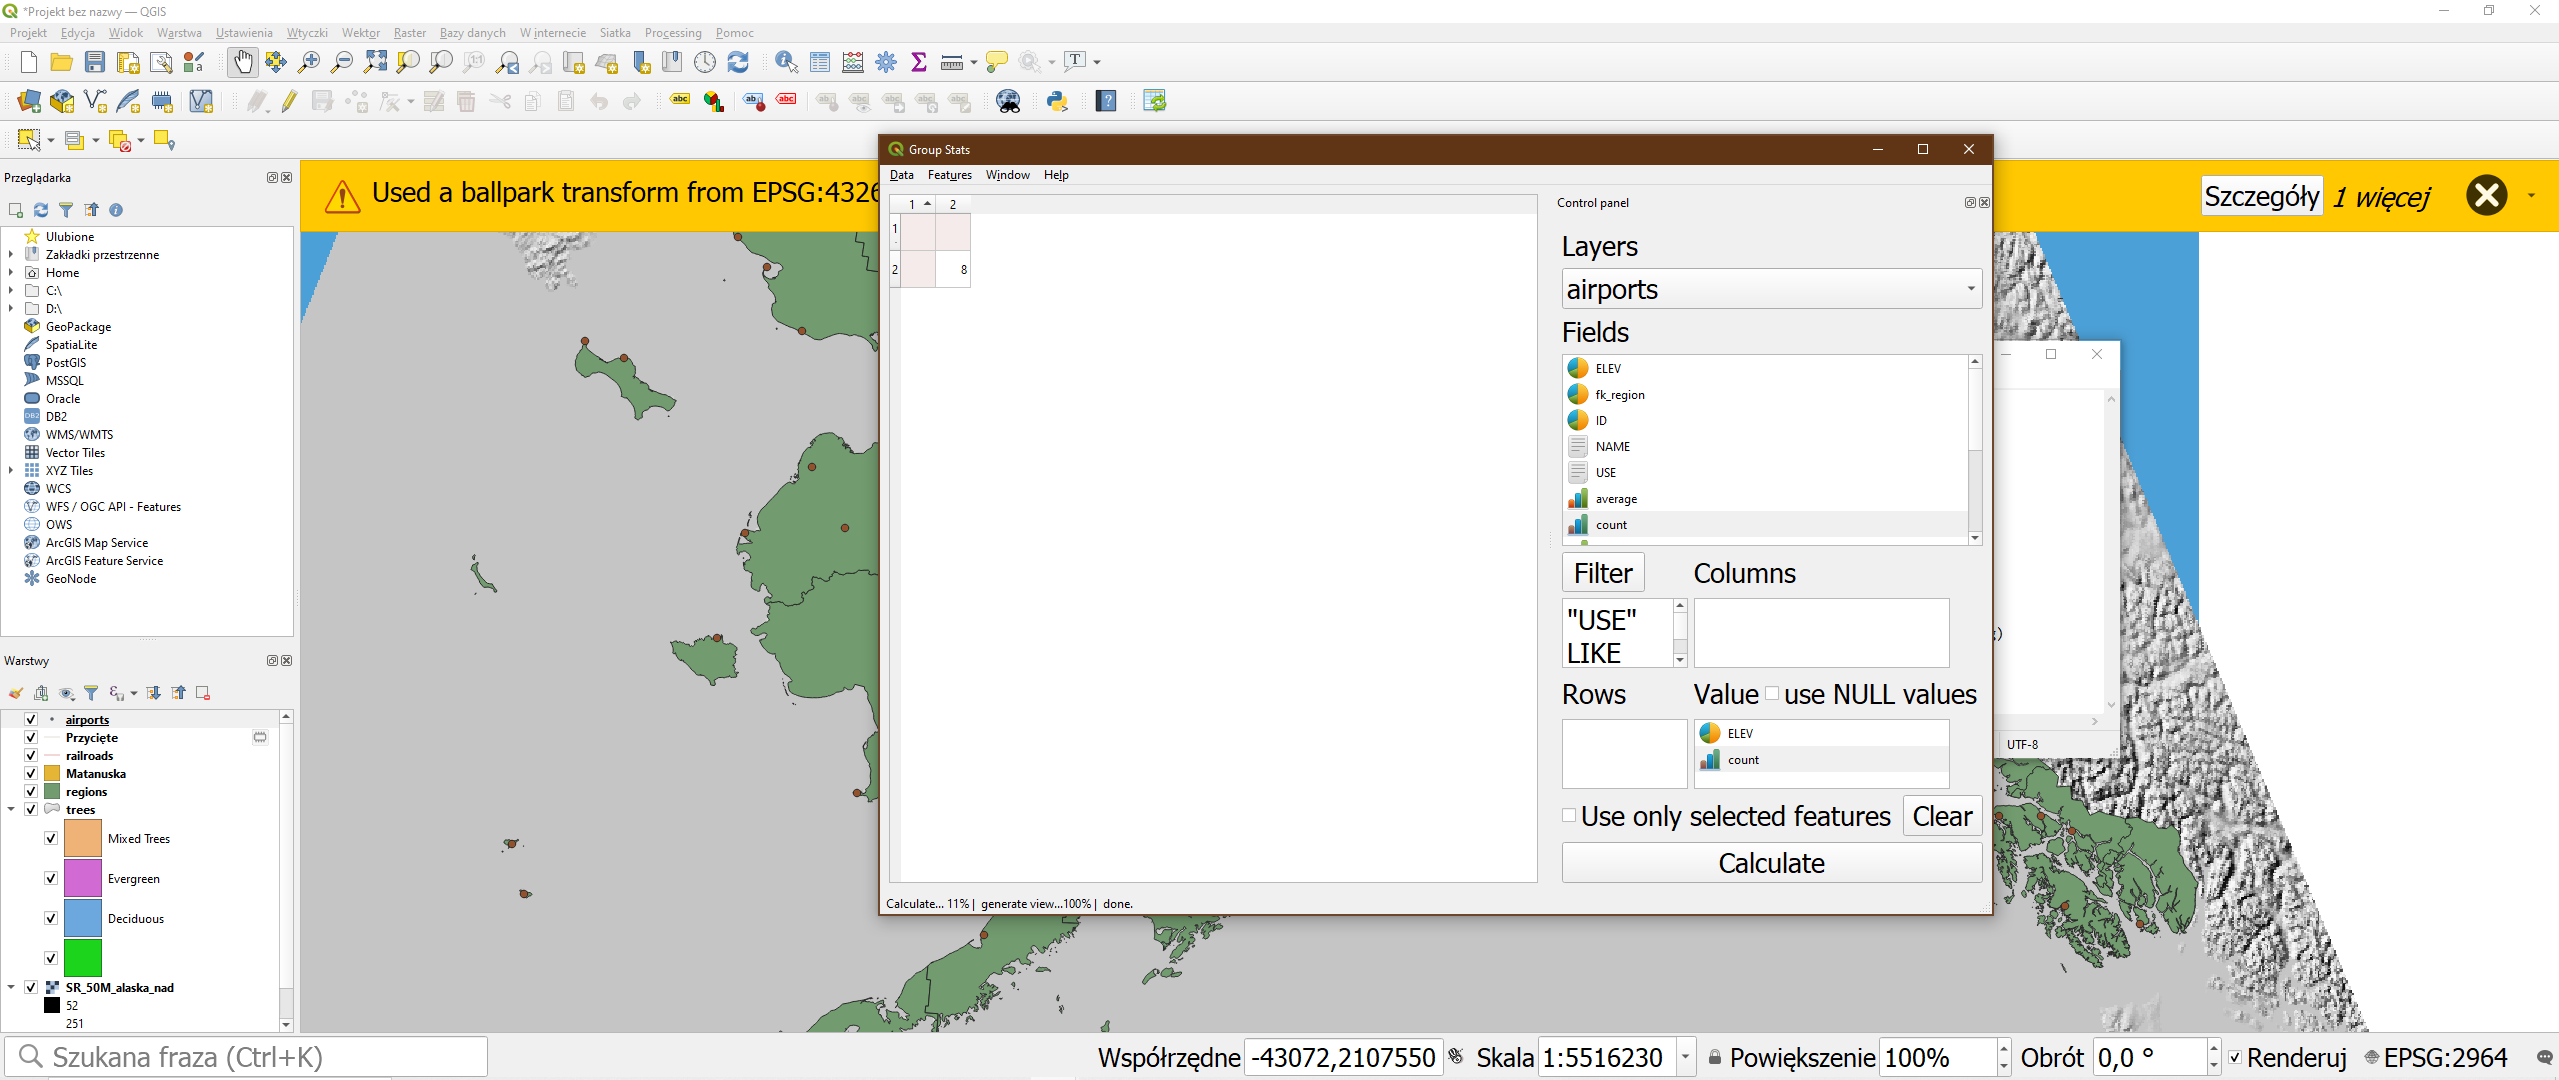 *Projekt bez nazwy — QGIS
Projekt Edycja Widok Warstwa Ustawienia Wtyczki Wektor Raster Bazy danych W internecie Siatka Processing Pomoc
Przeglądarka
Ulubione
Zakładki przestrzenne
Home
C:\
D:\
GeoPackage
SpatiaLite
PostGIS
MSSQL
Oracle
DB2
WMS/WMTS
Vector Tiles
XYZ Tiles
WCS
WFS / OGC API - Features
OWS
ArcGIS Map Service
ArcGIS Feature Service
GeoNode
Warstwy
airports
Przycięte
railroads
Matanuska
regions
trees
Mixed Trees
Evergreen
Deciduous
SR_50M_alaska_nad
52
251
Used a ballpark transform from EPSG:4326
Szczegóły 1 więcej
Group Stats
Data Features Window Help
1 2
1
2 8
Control panel
Layers
airports
Fields
ELEV
fk_region
ID
NAME
USE
average
count
Filter Columns
"USE"
LIKE
Rows Value use NULL values
ELEV
count
Use only selected features Clear
Calculate
Calculate... 11% | generate view...100% | done.
UTF-8
Szukana fraza (Ctrl+K) Współrzędne -43072,2107550 Skala 1:5516230 Powiększenie 100% Obrót 0,0 ° Renderuj EPSG:2964